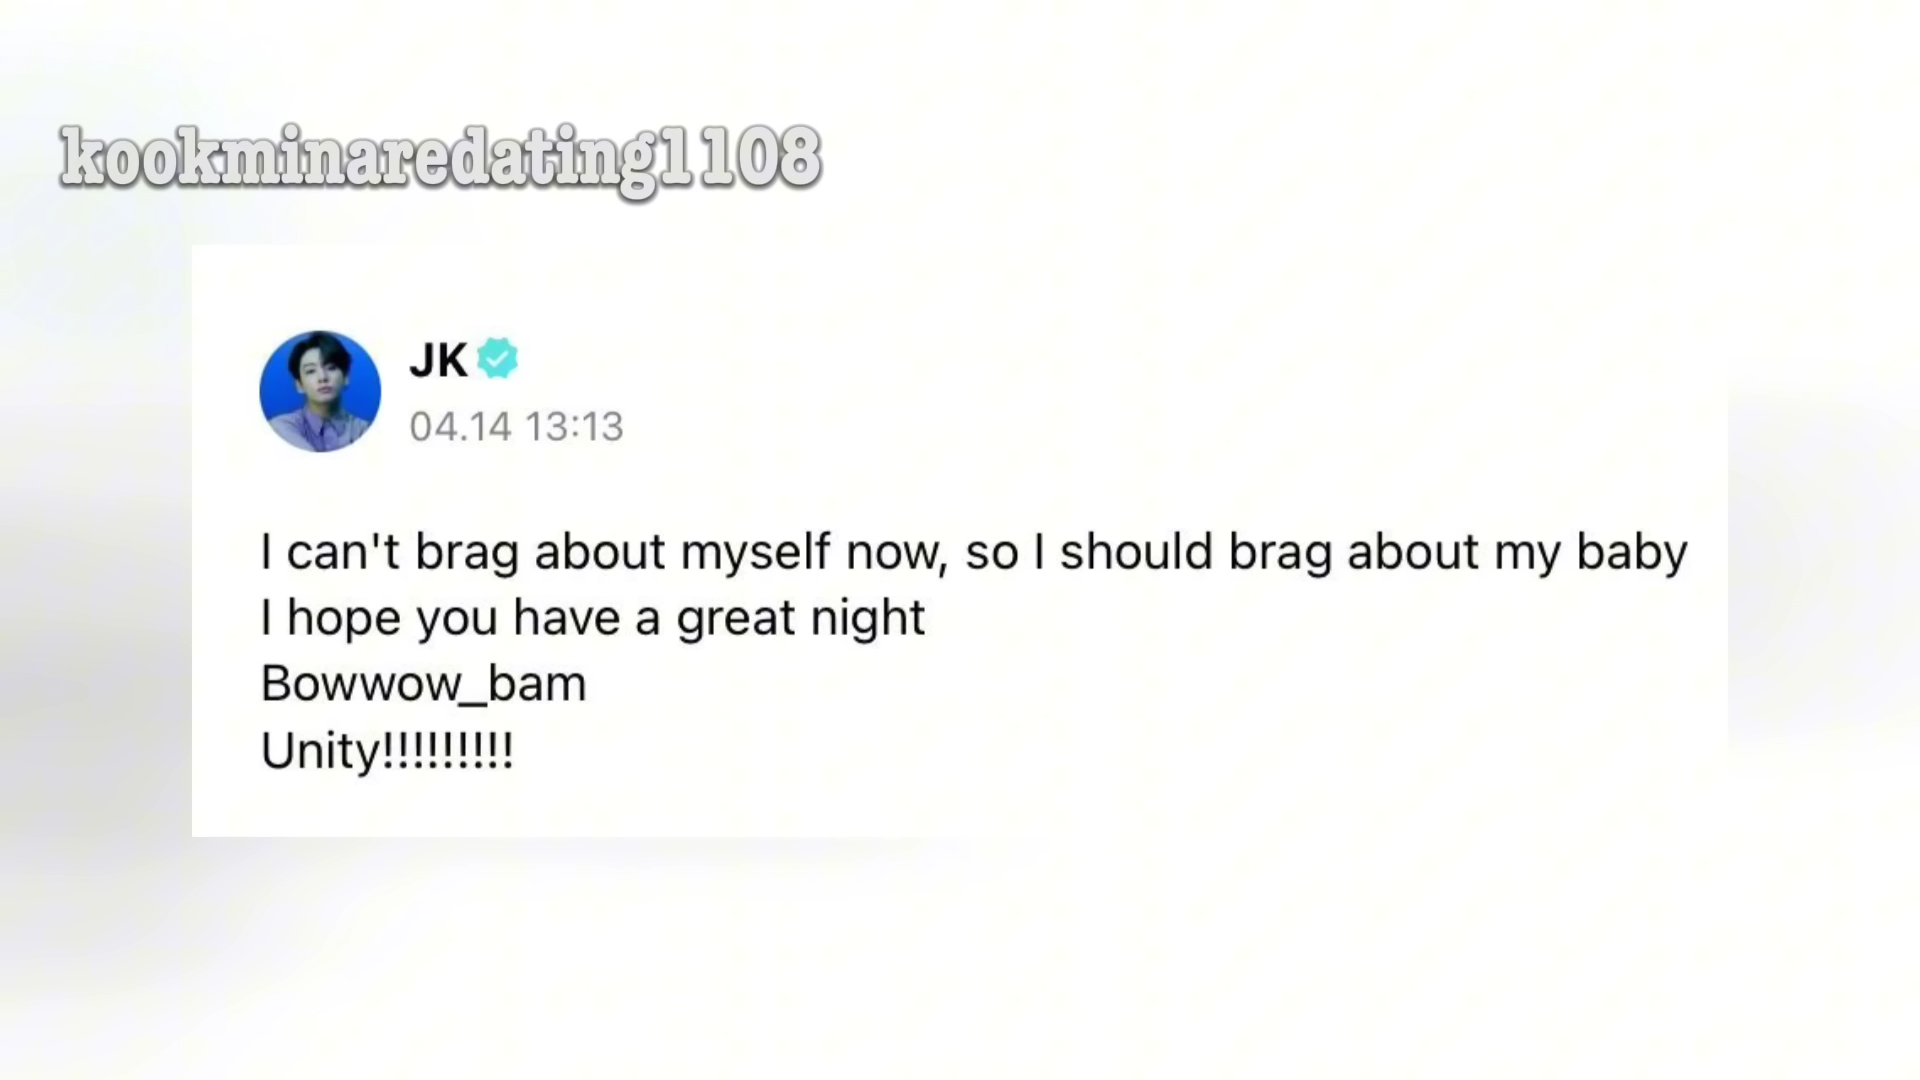 kookminaredating1108
JK
04.14 13:13
I can't brag about myself now, so I should brag about my baby
I hope you have a great night
Bowwow_bam
Unity!!!!!!!!!